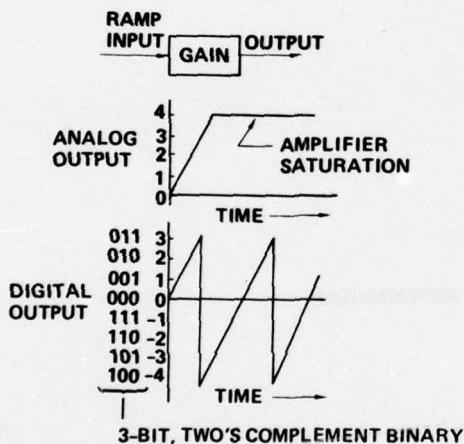 RAMP
INPUT
GAIN
OUTPUT
ANALOG
OUTPUT
4
3
2
1
0
AMPLIFIER
SATURATION
TIME
DIGITAL
OUTPUT
011 3
010 2
001 1
000 0
111 -1
110 -2
101 -3
100 -4
TIME
3-BIT, TWO'S COMPLEMENT BINARY